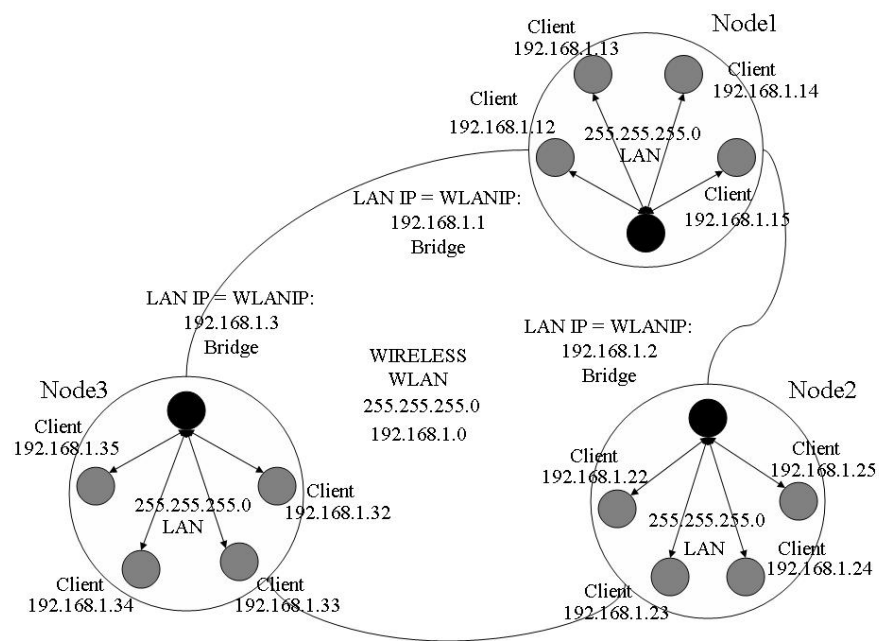 Node1
Client
192.168.1.13
Client
192.168.1.14
Client
192.168.1.12
255.255.255.0
LAN
Client
192.168.1.15
LAN IP = WLANIP:
192.168.1.1
Bridge
LAN IP = WLANIP:
192.168.1.3
Bridge
LAN IP = WLANIP:
192.168.1.2
Bridge
WIRELESS
WLAN
255.255.255.0
192.168.1.0
Node3
Client
192.168.1.35
Client
192.168.1.32
255.255.255.0
LAN
Client
192.168.1.34
Client
192.168.1.33
Node2
Client
192.168.1.22
Client
192.168.1.25
255.255.255.0
LAN
Client
192.168.1.24
Client
192.168.1.23